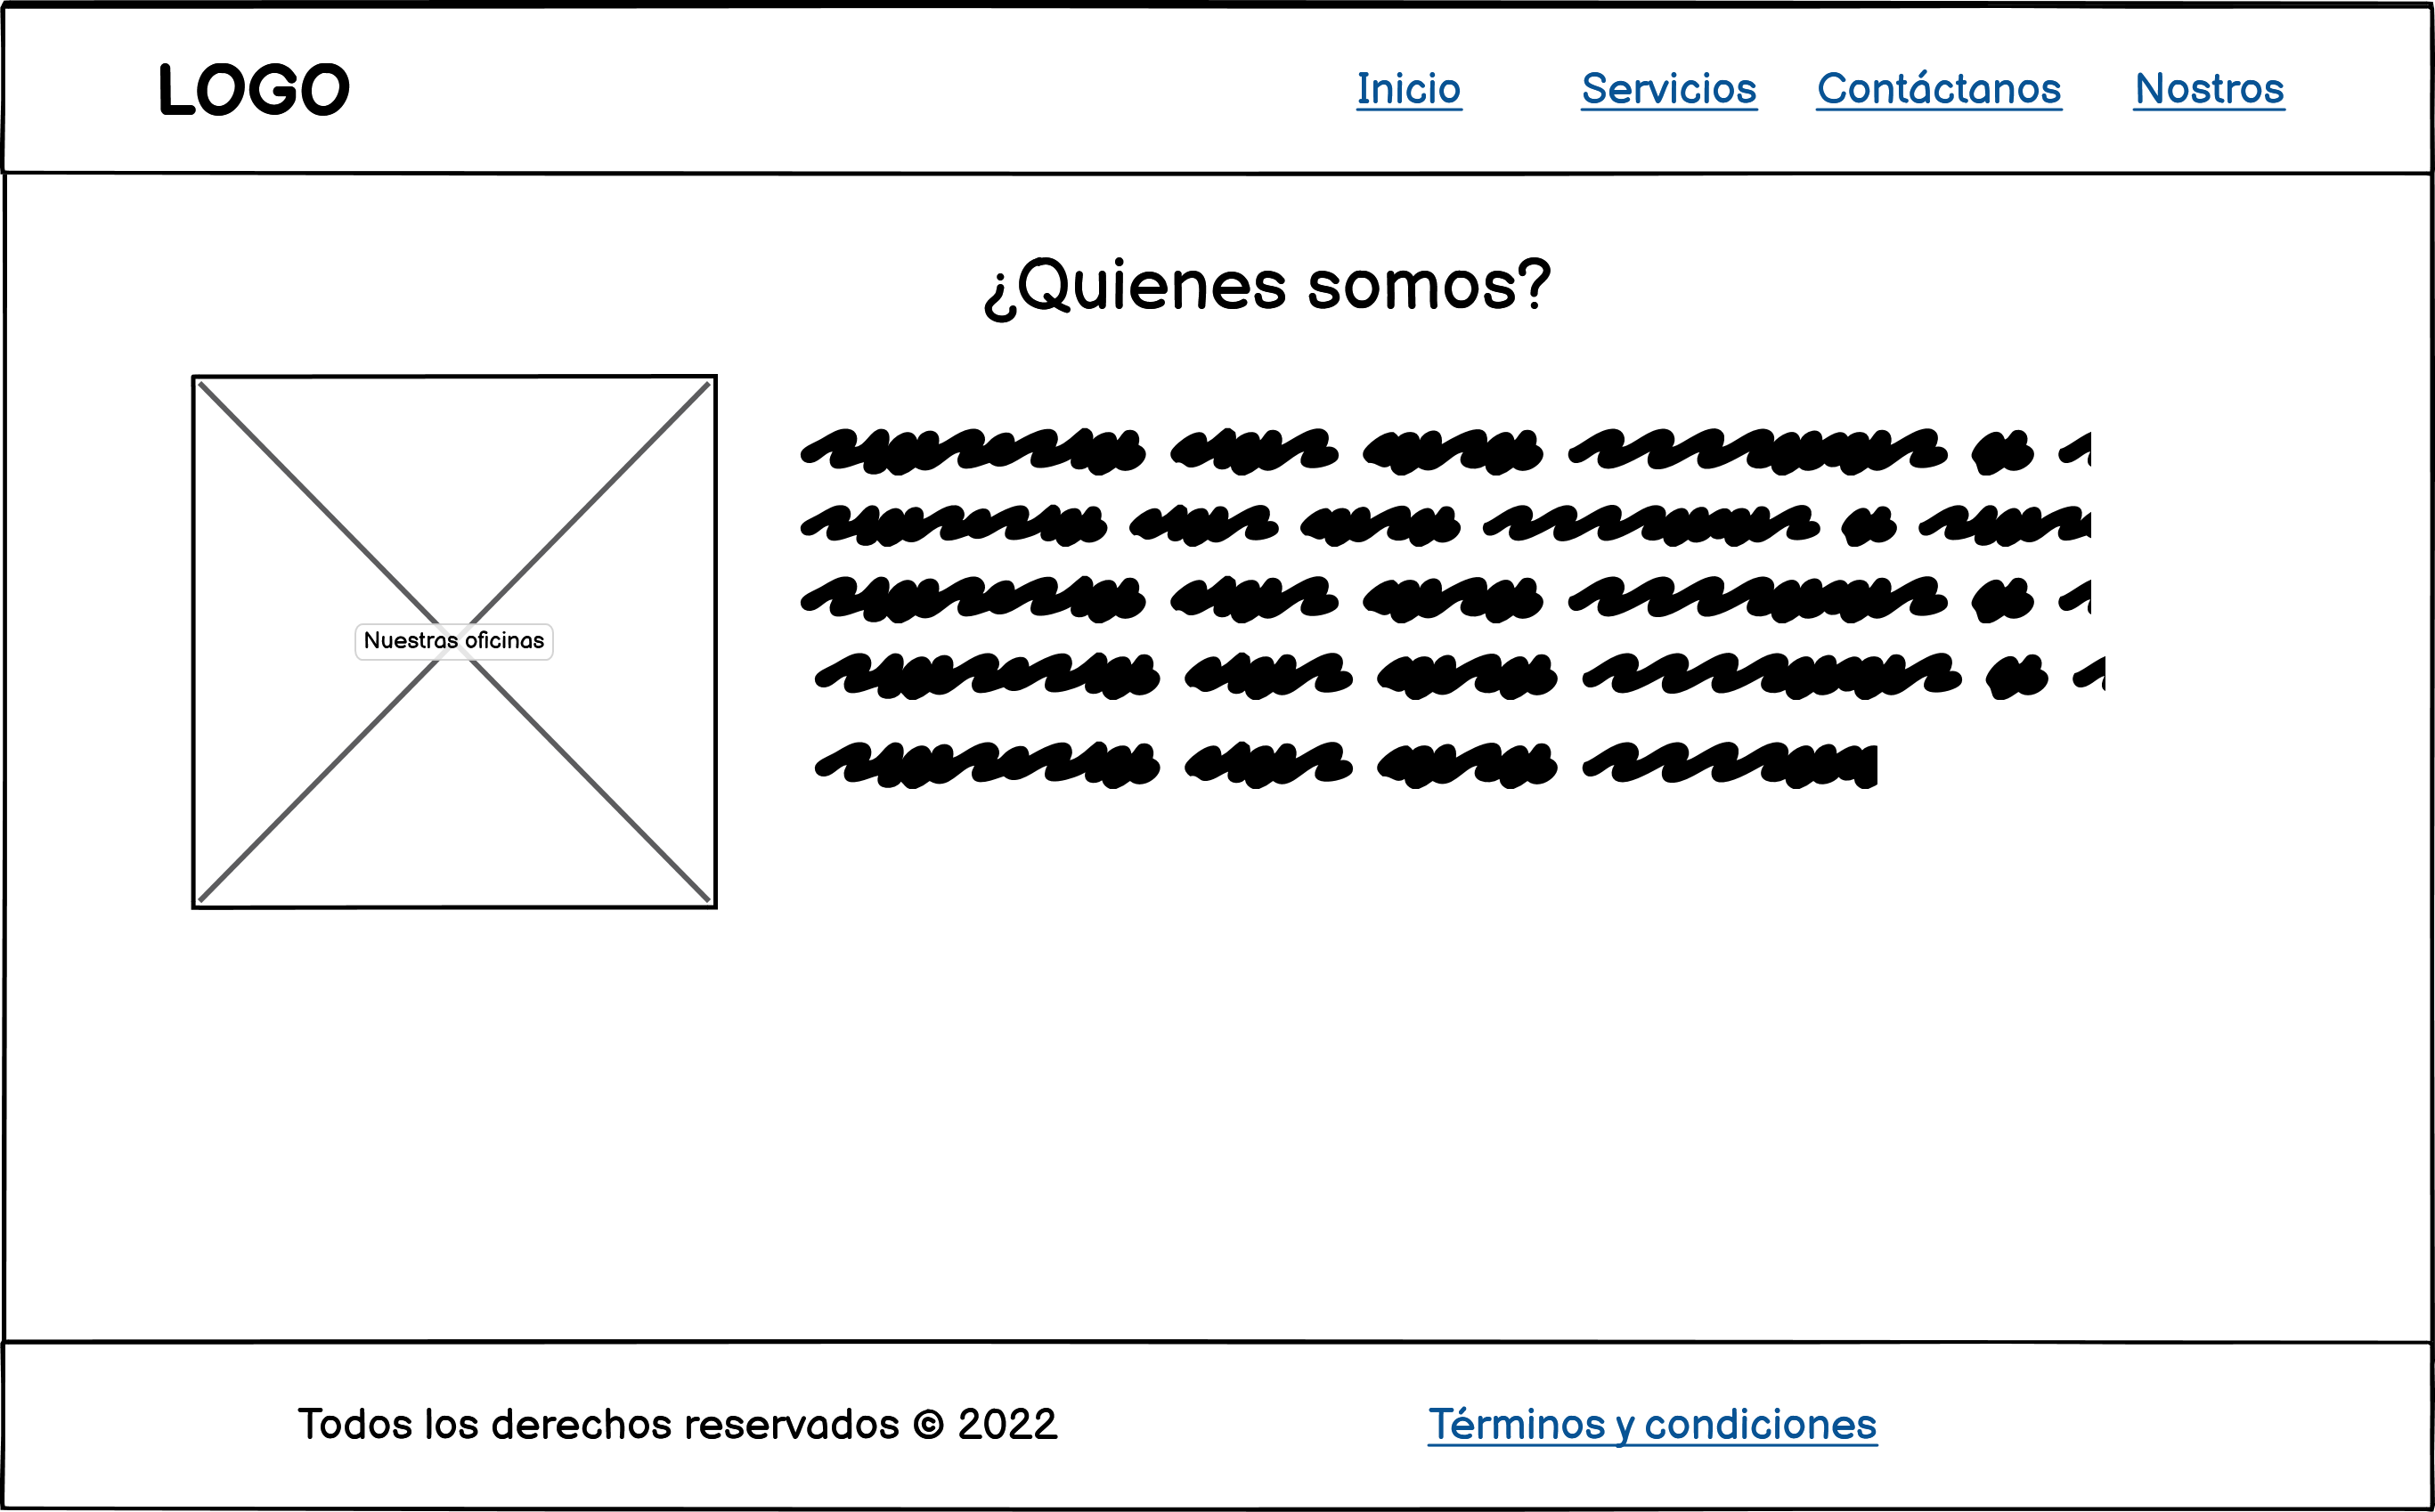 LOGO Inicio Servicios Contáctanos Nostros
¿Quienes somos?
Nuestras oficinas
Todos los derechos reservados © 2022 Términos y condiciones